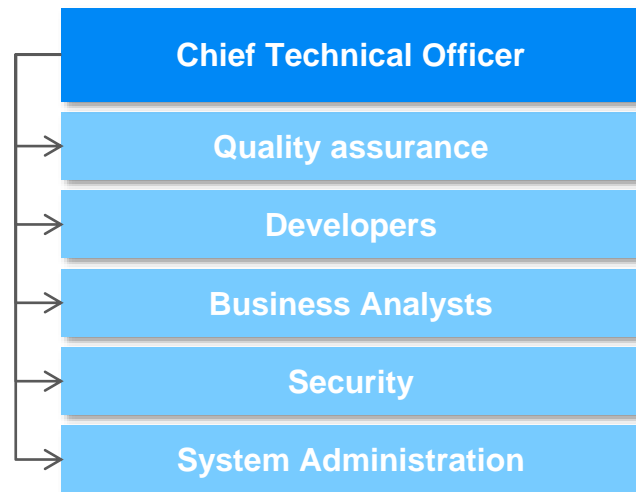 Chief Technical Officer
Quality assurance
Developers
Business Analysts
Security
System Administration